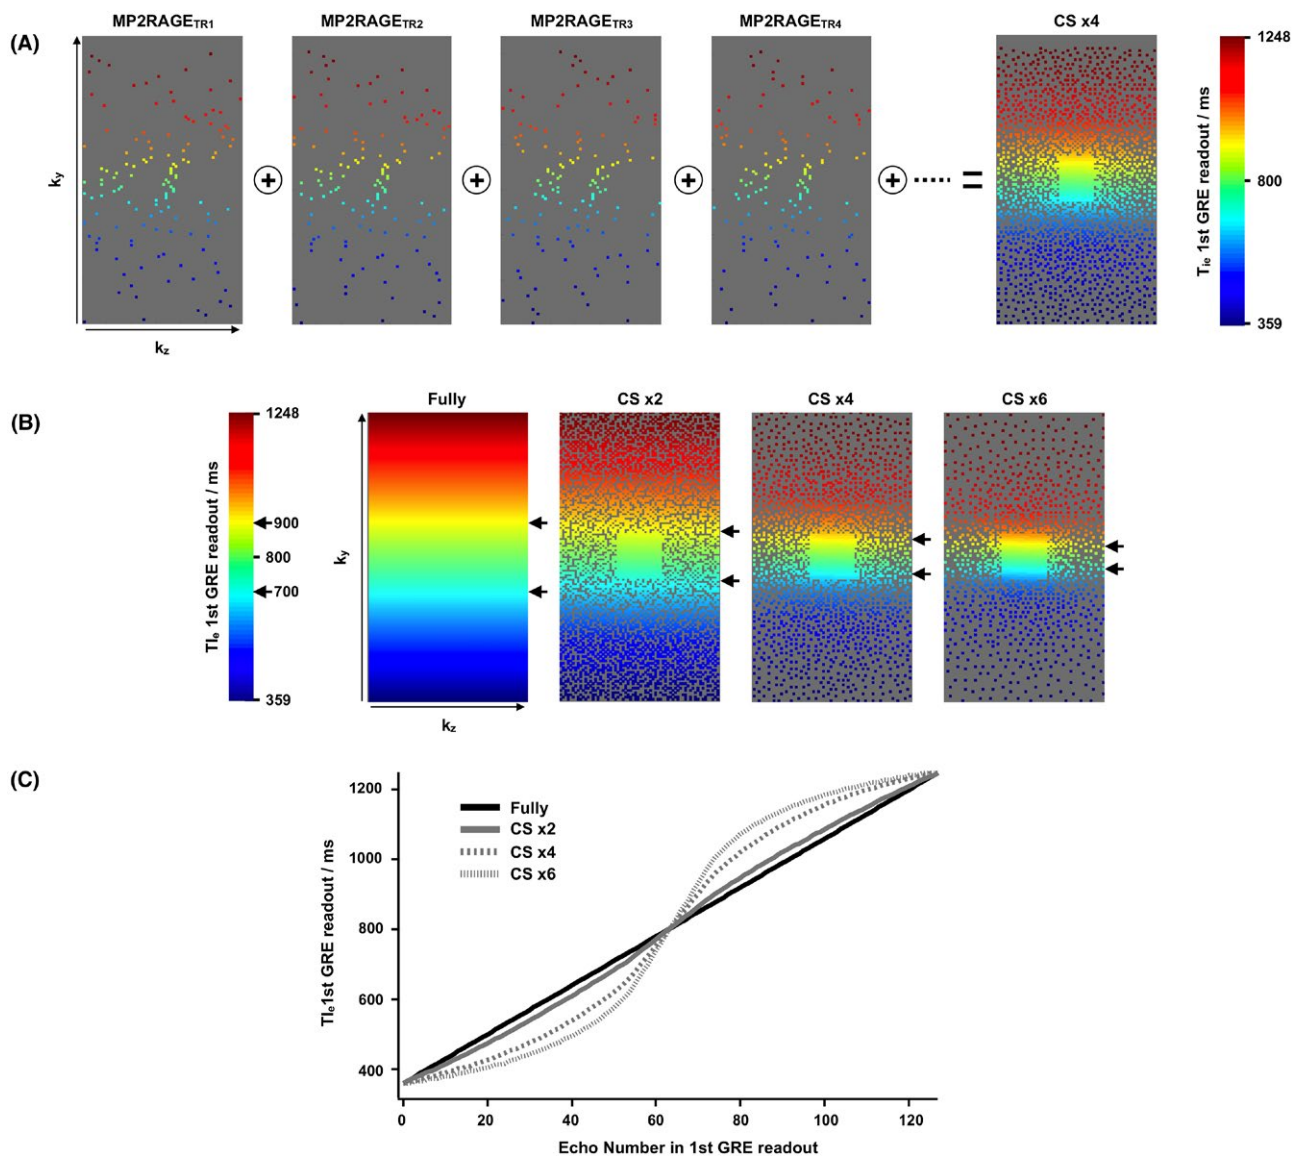 (A)
MP2RAGETR1
MP2RAGETR2
MP2RAGETR3
MP2RAGETR4
CS x4
ky
kz
+
+
+
+
=
TIe 1st GRE readout / ms
1248
800
359
(B)
TIe 1st GRE readout / ms
1248
900
800
700
359
Fully
CS x2
CS x4
CS x6
ky
kz
(C)
TIe1st GRE readout / ms
1200
1000
800
600
400
Fully
CS x2
CS x4
CS x6
0 20 40 60 80 100 120
Echo Number in 1st GRE readout